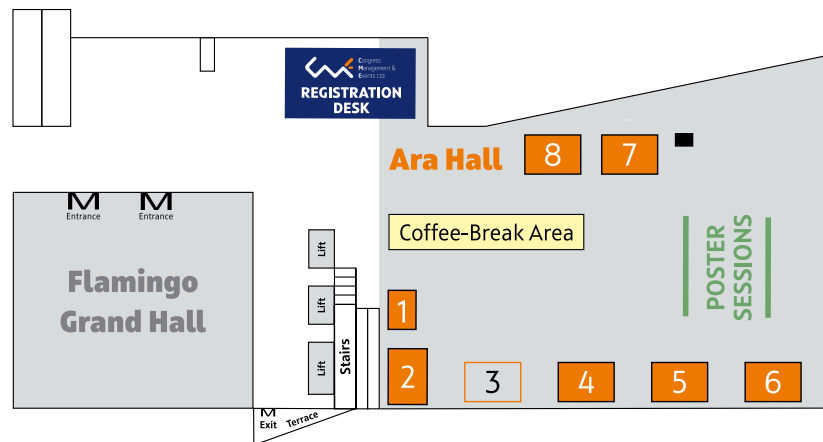 Congress
Management &
Events Ltd.
REGISTRATION
DESK
Ara Hall
8
7
Entrance
Entrance
Coffee-Break Area
Flamingo
Grand Hall
Lift
Lift
Lift
Stairs
POSTER
SESSIONS
1
2
3
4
5
6
Exit
Terrace